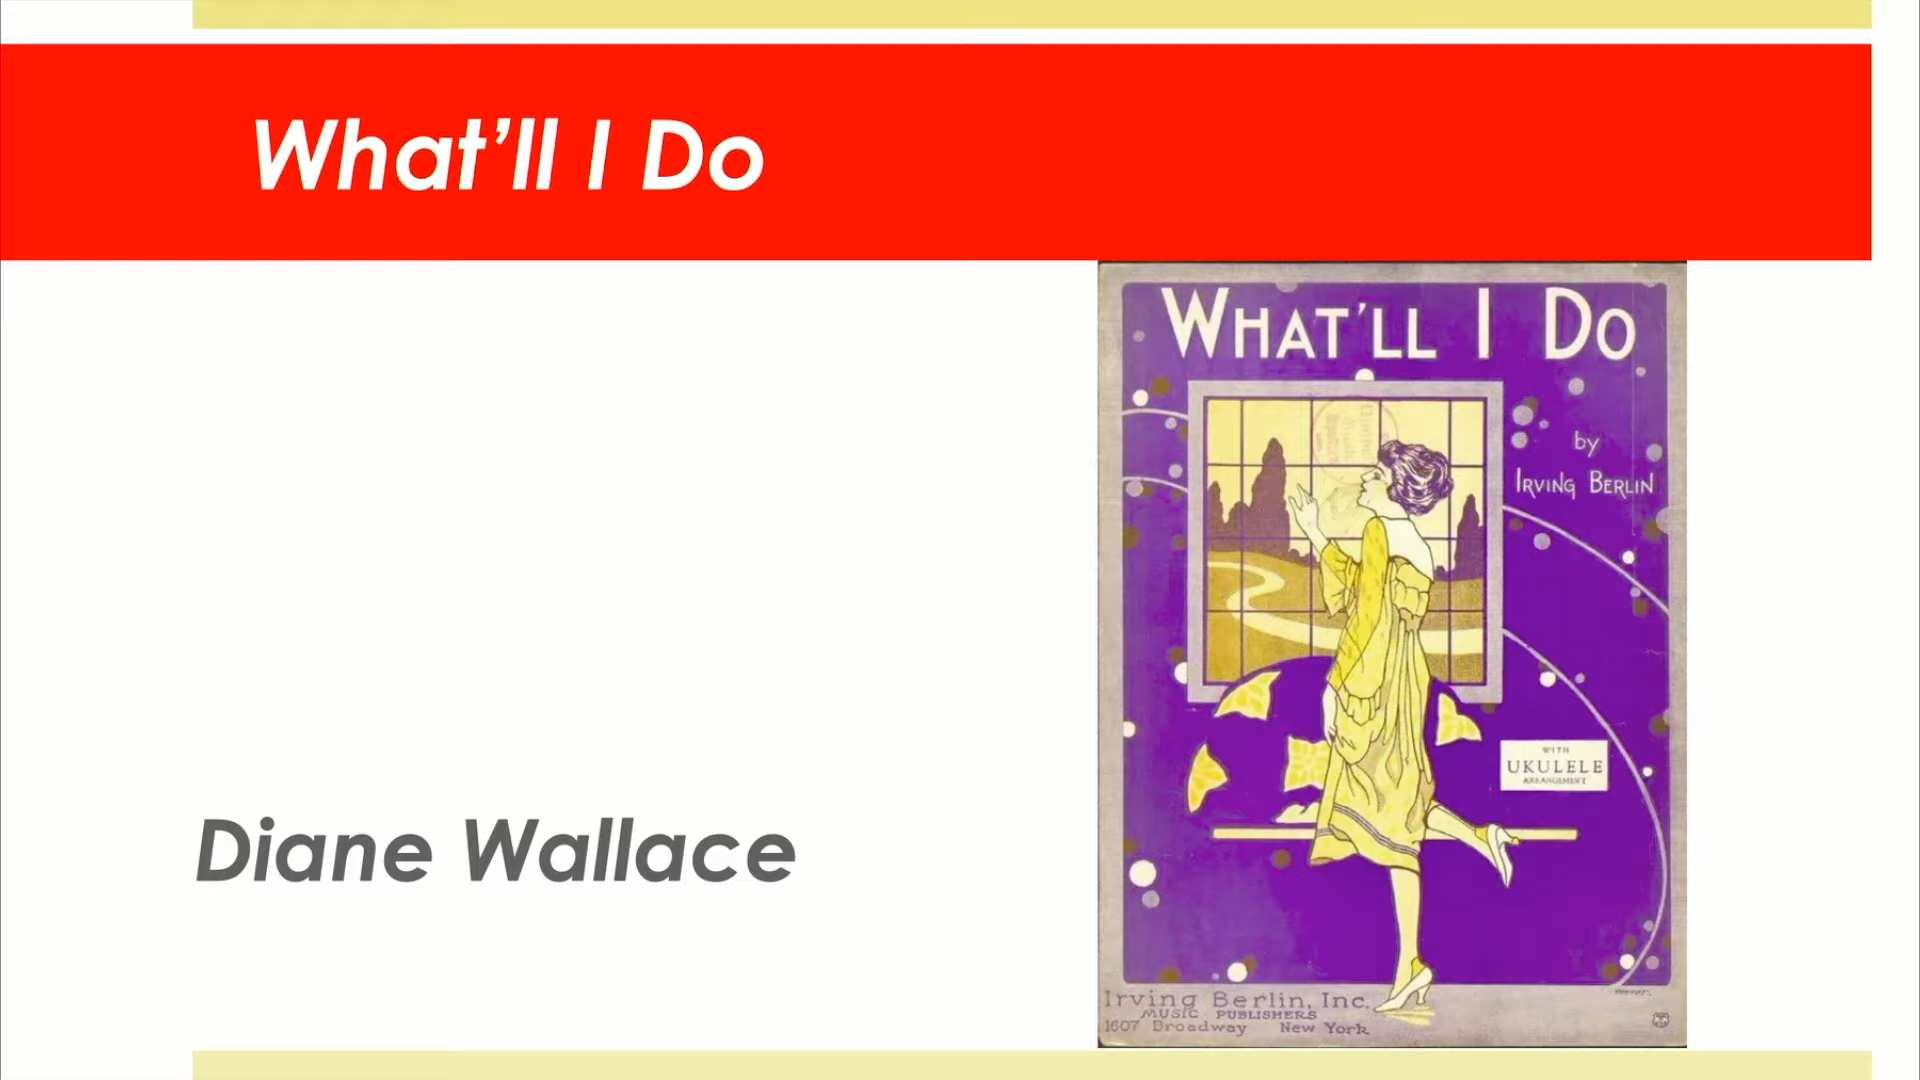 What’ll I Do
WHAT'LL I DO
by
IRVING BERLIN
WITH
UKULELE
ARRANGEMENT
Diane Wallace
Irving Berlin, Inc.
MUSIC PUBLISHERS
1607 Broadway New York